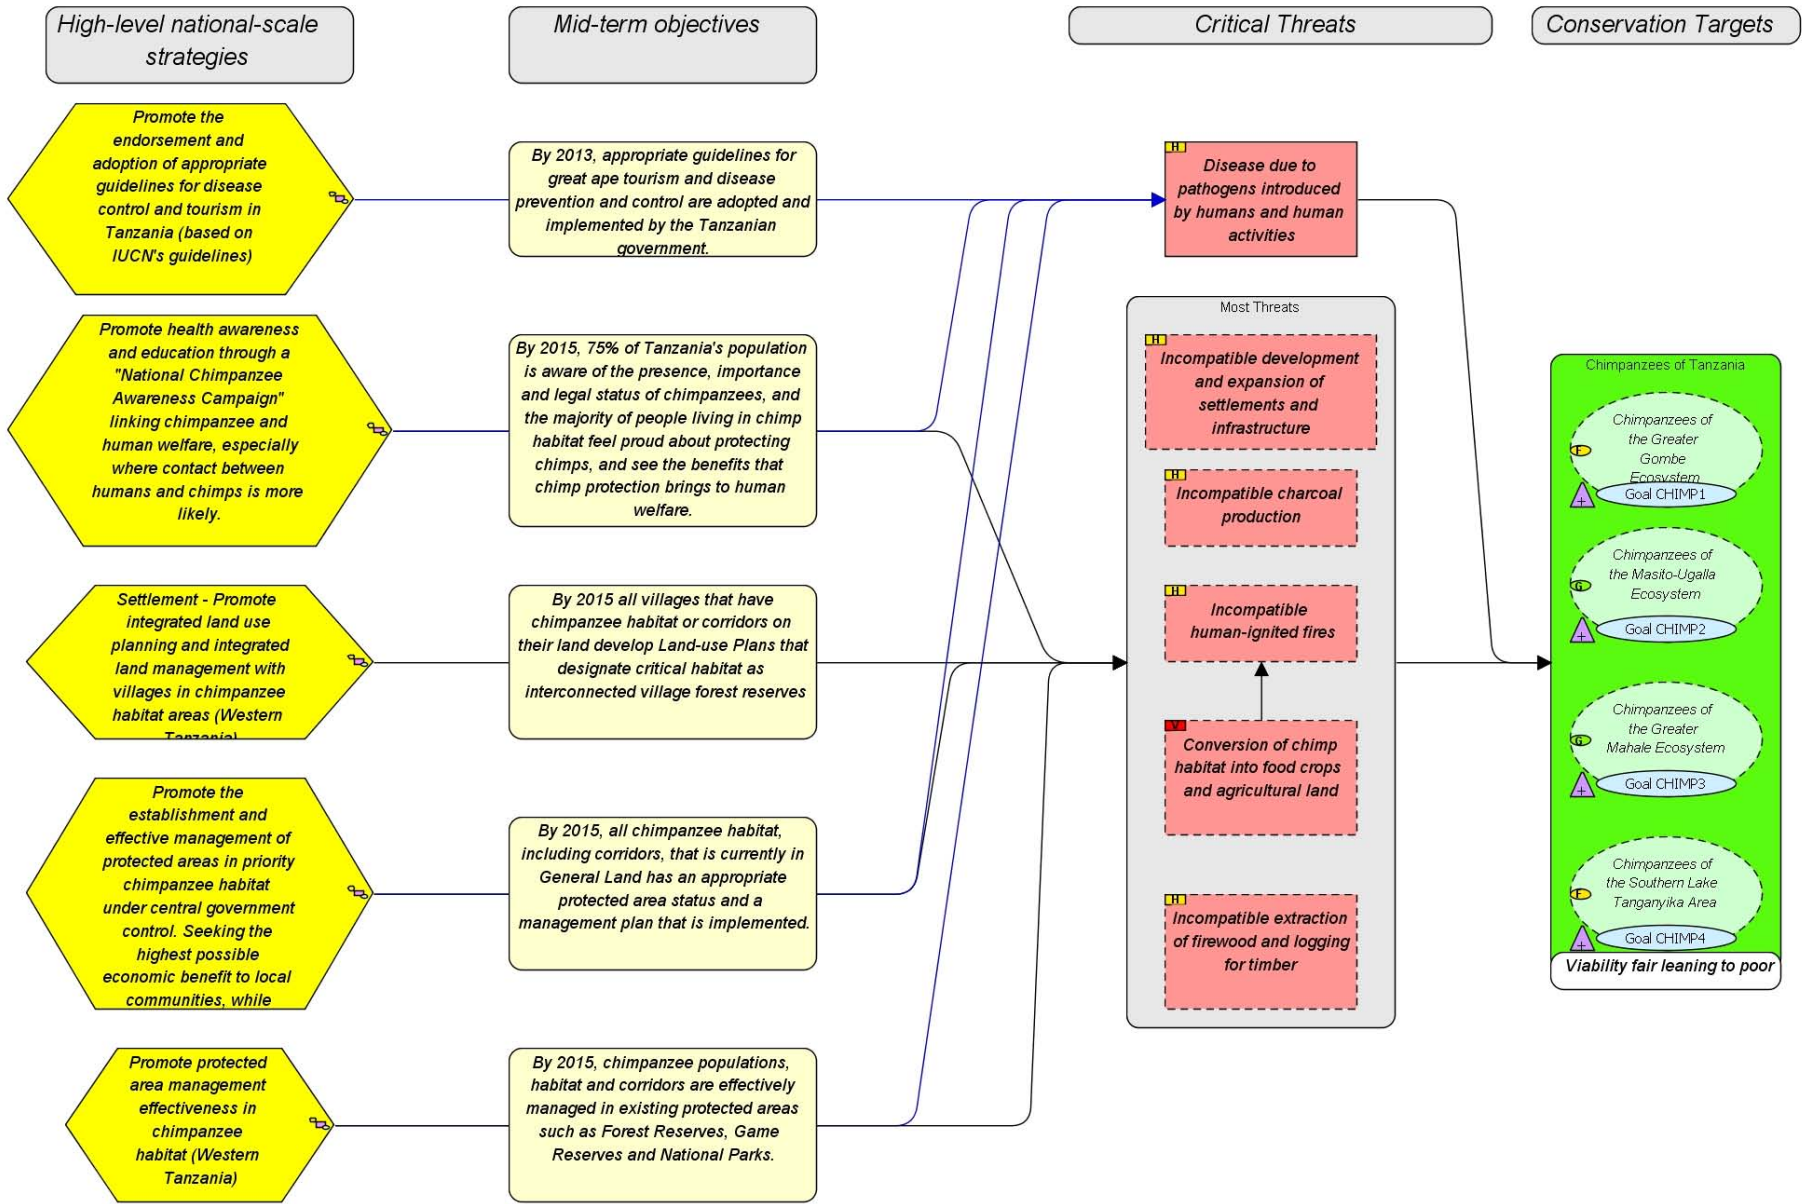 High-level national-scale
strategies
Mid-term objectives
Critical Threats
Conservation Targets
Promote the
endorsement and
adoption of appropriate
guidelines for disease
control and tourism in
Tanzania (based on
IUCN's guidelines)
By 2013, appropriate guidelines for
great ape tourism and disease
prevention and control are adopted and
implemented by the Tanzanian
government.
H
Disease due to
pathogens introduced
by humans and human
activities
Promote health awareness
and education through a
"National Chimpanzee
Awareness Campaign"
linking chimpanzee and
human welfare, especially
where contact between
humans and chimps is more
likely.
By 2015, 75% of Tanzania's population
is aware of the presence, importance
and legal status of chimpanzees, and
the majority of people living in chimp
habitat feel proud about protecting
chimps, and see the benefits that
chimp protection brings to human
welfare.
Settlement - Promote
integrated land use
planning and integrated
land management with
villages in chimpanzee
habitat areas (Western
Tanzania)
By 2015 all villages that have
chimpanzee habitat or corridors on
their land develop Land-use Plans that
designate critical habitat as
interconnected village forest reserves
Promote the
establishment and
effective management of
protected areas in priority
chimpanzee habitat
under central government
control. Seeking the
highest possible
economic benefit to local
communities, while
By 2015, all chimpanzee habitat,
including corridors, that is currently in
General Land has an appropriate
protected area status and a
management plan that is implemented.
Promote protected
area management
effectiveness in
chimpanzee
habitat (Western
Tanzania)
By 2015, chimpanzee populations,
habitat and corridors are effectively
managed in existing protected areas
such as Forest Reserves, Game
Reserves and National Parks.
Most Threats
H
Incompatible development
and expansion of
settlements and
infrastructure
H
Incompatible charcoal
production
H
Incompatible
human-ignited fires
V
Conversion of chimp
habitat into food crops
and agricultural land
H
Incompatible extraction
of firewood and logging
for timber
Chimpanzees of Tanzania
Chimpanzees of
the Greater
Gombe
Ecosystem
F
Goal CHIMP1
Chimpanzees of
the Masito-Ugalla
Ecosystem
G
Goal CHIMP2
Chimpanzees of
the Greater
Mahale Ecosystem
G
Goal CHIMP3
Chimpanzees of
the Southern Lake
Tanganyika Area
F
Goal CHIMP4
Viability fair leaning to poor